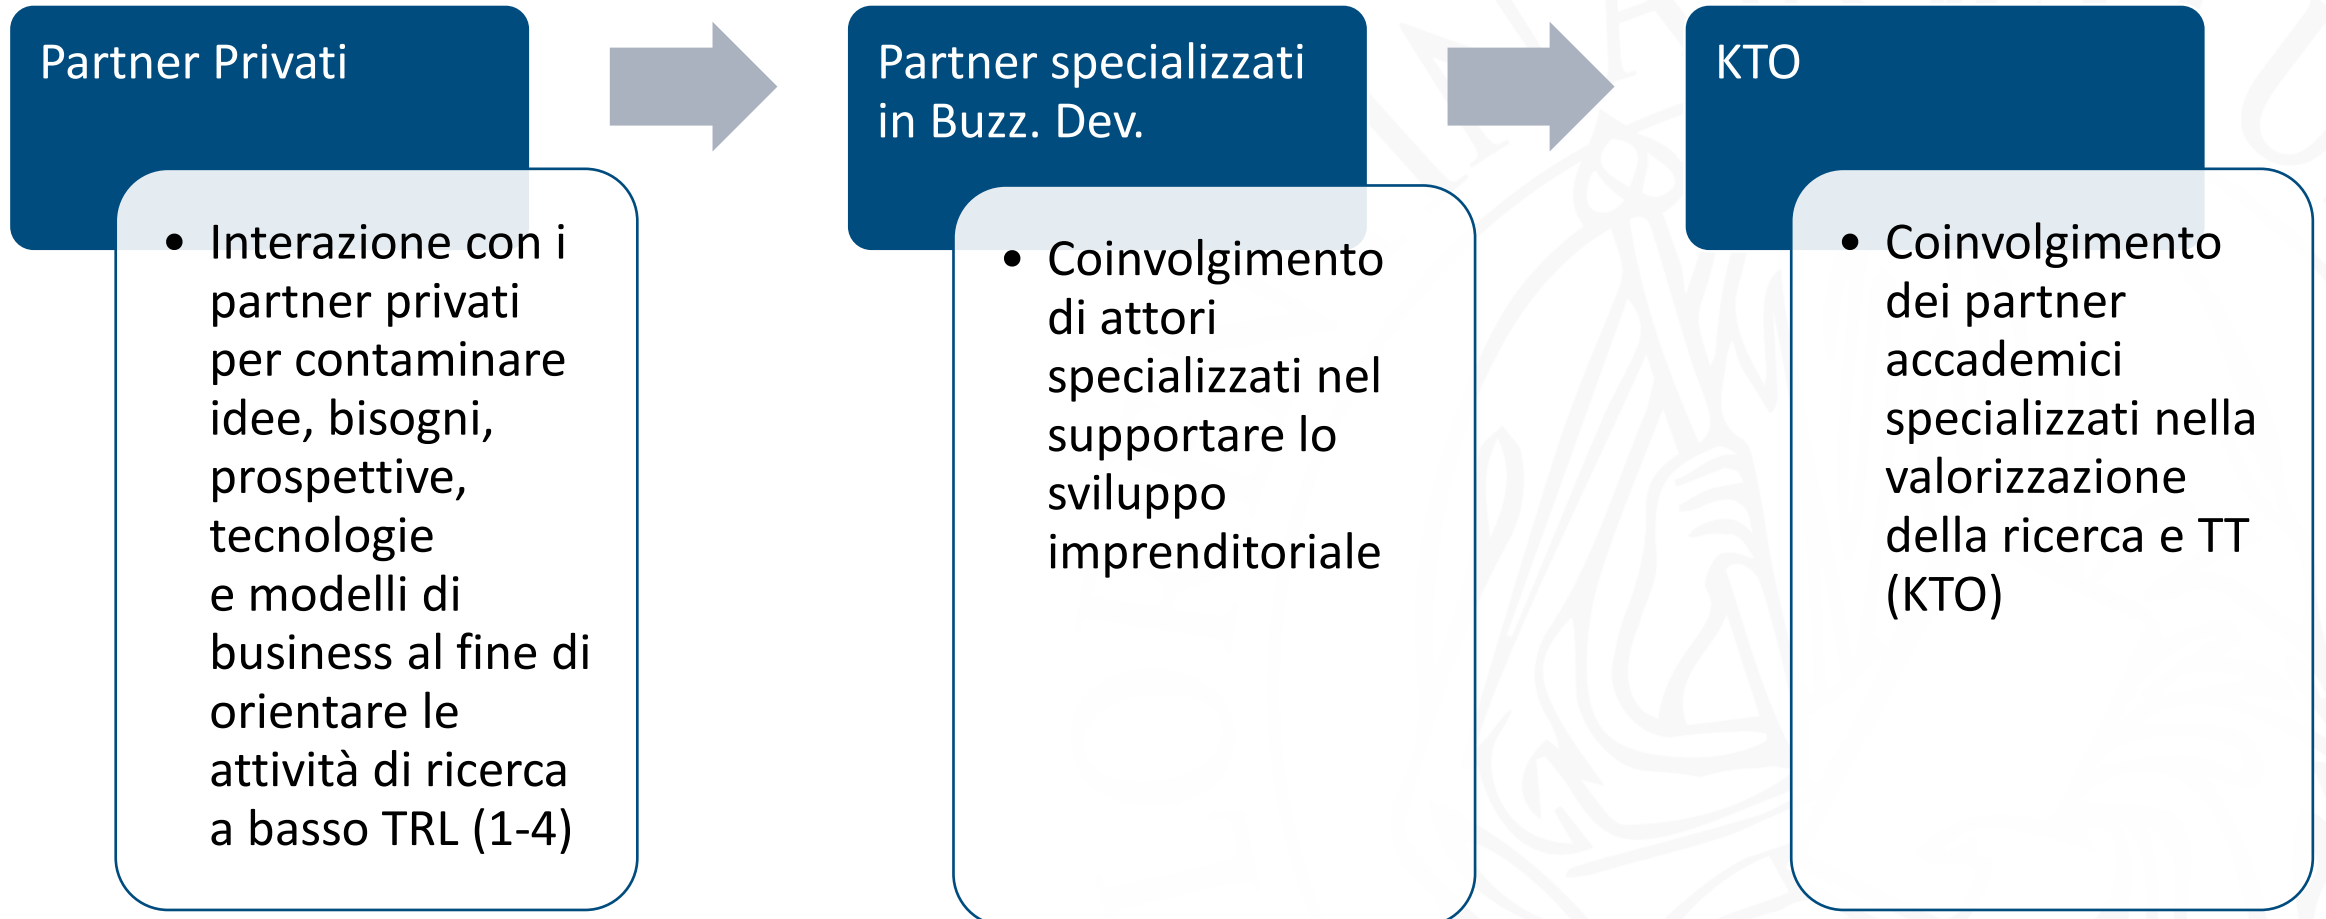 Partner Privati
• Interazione con i
partner privati
per contaminare
idee, bisogni,
prospettive,
tecnologie
e modelli di
business al fine di
orientare le
attività di ricerca
a basso TRL (1-4)
Partner specializzati
in Buzz. Dev.
• Coinvolgimento
di attori
specializzati nel
supportare lo
sviluppo
imprenditoriale
KTO
• Coinvolgimento
dei partner
accademici
specializzati nella
valorizzazione
della ricerca e TT
(KTO)